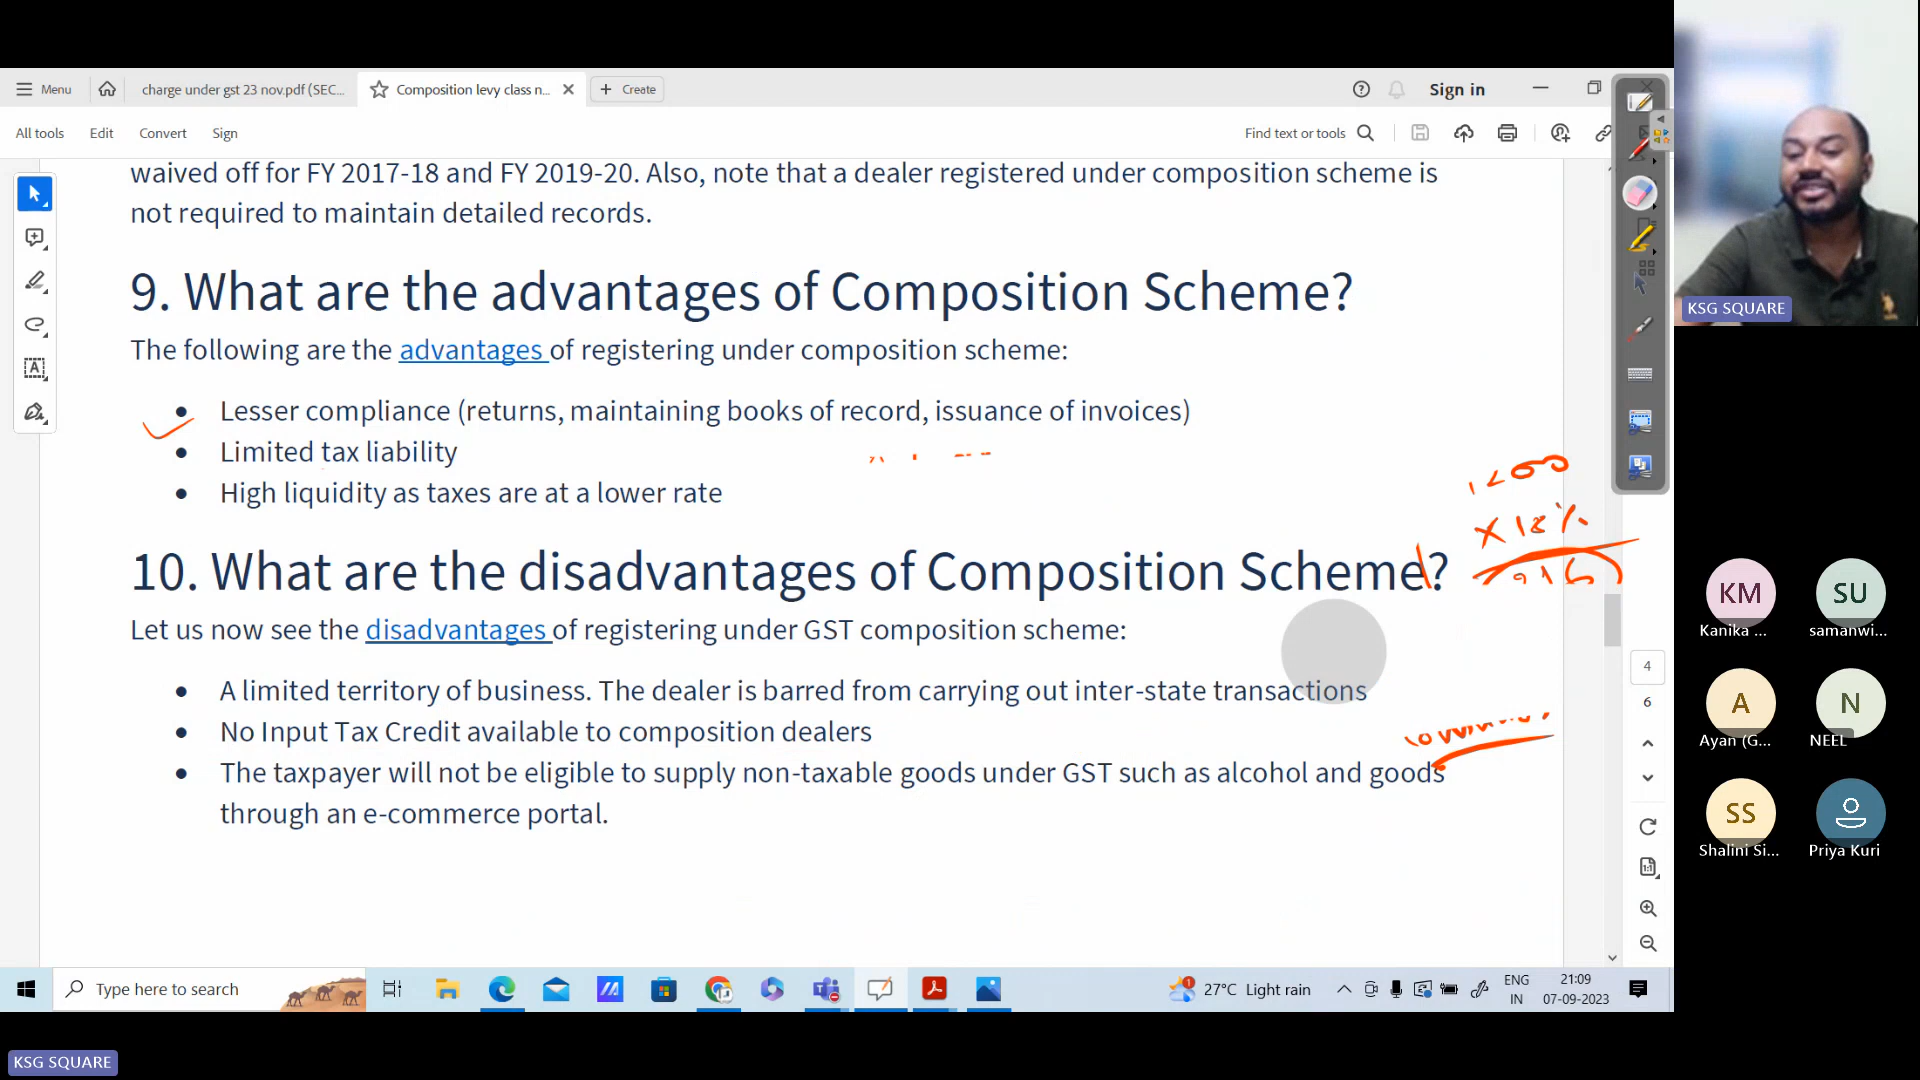 Menu
charge under gst 23 nov.pdf (SEC...
Composition levy class n...
Create
Sign in
All tools
Edit
Convert
Sign
Find text or tools
waived off for FY 2017-18 and FY 2019-20. Also, note that a dealer registered under composition scheme is
not required to maintain detailed records.
9. What are the advantages of Composition Scheme?
The following are the advantages of registering under composition scheme:
• Lesser compliance (returns, maintaining books of record, issuance of invoices)
• Limited tax liability
• High liquidity as taxes are at a lower rate
1200
X 18%
216
10. What are the disadvantages of Composition Scheme?
Let us now see the disadvantages of registering under GST composition scheme:
• A limited territory of business. The dealer is barred from carrying out inter-state transactions
• No Input Tax Credit available to composition dealers
• The taxpayer will not be eligible to supply non-taxable goods under GST such as alcohol and goods
through an e-commerce portal.
4
6
KSG SQUARE
KM
Kanika ...
SU
samanwi...
A
Ayan (G...
N
NEEL
SS
Shalini Si...
Priya Kuri
Type here to search
27°C Light rain
ENG
IN
21:09
07-09-2023
KSG SQUARE